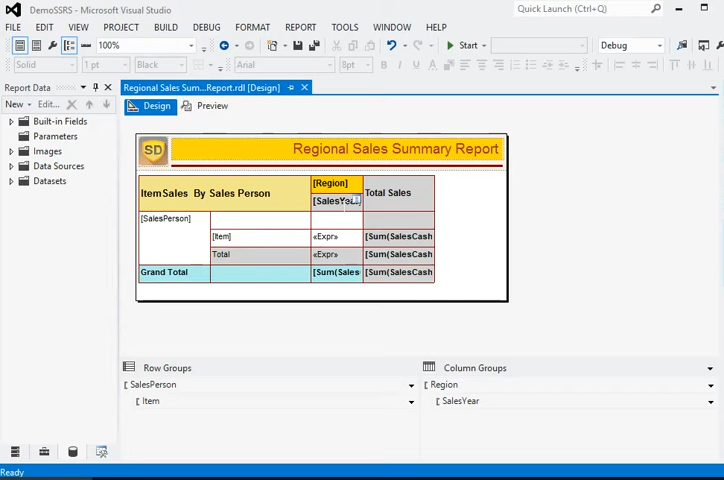 DemoSSRS - Microsoft Visual Studio
Quick Launch (Ctrl+Q)
FILE EDIT VIEW PROJECT BUILD DEBUG FORMAT REPORT TOOLS WINDOW HELP
100% Start Debug
Solid 1 pt Black Arial 8pt B I U
Report Data
Regional Sales Sum...Report.rdl [Design]
New Edit...
Design Preview
Built-in Fields
Parameters
Images
Data Sources
Datasets
SD
Regional Sales Summary Report
ItemSales By Sales Person
[Region]
[SalesYear]
Total Sales
[SalesPerson]
[Item] «Expr» [Sum(SalesCash
Total «Expr» [Sum(SalesCash
Grand Total [Sum(Sales [Sum(SalesCash
Row Groups Column Groups
[ SalesPerson [ Region
[ Item [ SalesYear
Ready